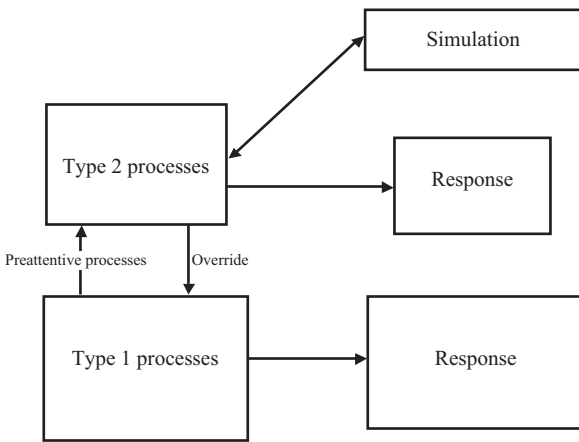 Simulation
Type 2 processes
Response
Preattentive processes
Override
Type 1 processes
Response